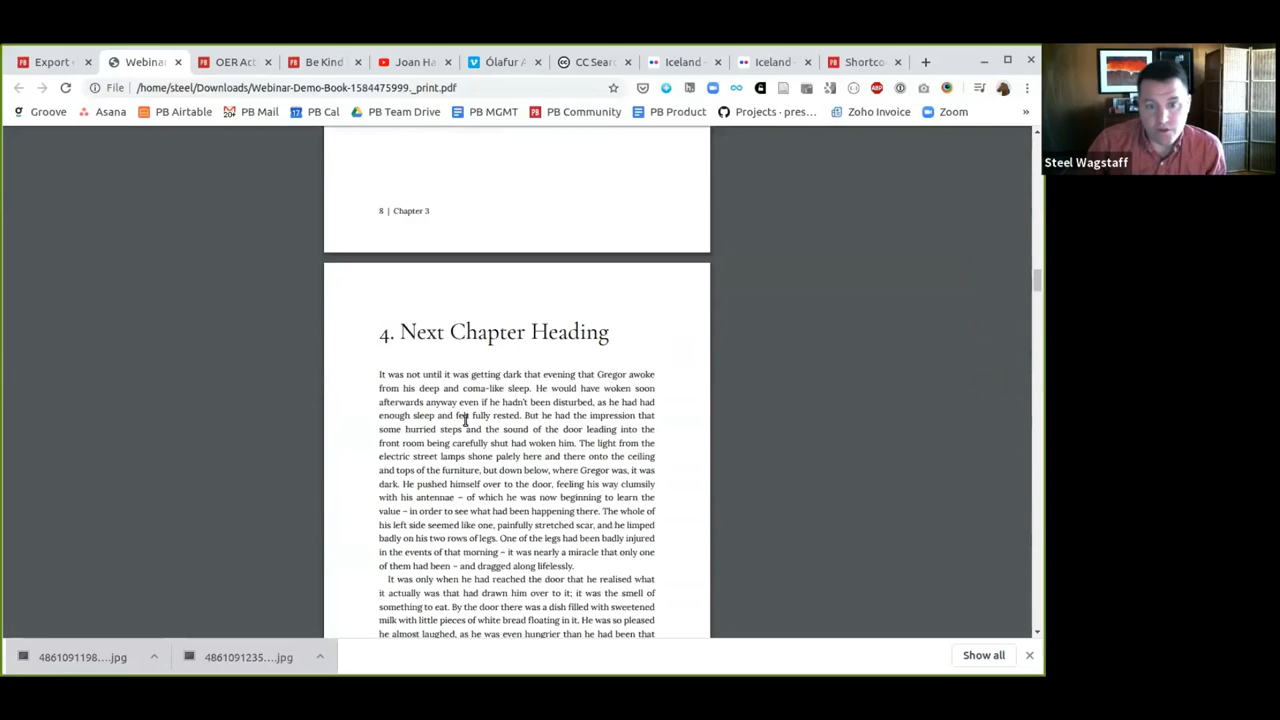 Export
Webinar
OER Act
Be Kind
Joan Ha
Ólafur A
CC Sear
Iceland
Iceland
Shortco
File | /home/steel/Downloads/Webinar-Demo-Book-1584475999._print.pdf
Groove Asana PB Airtable PB Mail PB Cal PB Team Drive PB MGMT PB Community PB Product Projects · pres… Zoho Invoice Zoom »
Steel Wagstaff
8 | Chapter 3
4. Next Chapter Heading
It was not until it was getting dark that evening that Gregor awoke
from his deep and coma-like sleep. He would have woken soon
afterwards anyway even if he hadn't been disturbed, as he had had
enough sleep and felt fully rested. But he had the impression that
some hurried steps and the sound of the door leading into the
front room being carefully shut had woken him. The light from the
electric street lamps shone palely here and there onto the ceiling
and tops of the furniture, but down below, where Gregor was, it was
dark. He pushed himself over to the door, feeling his way clumsily
with his antennae – of which he was now beginning to learn the
value – in order to see what had been happening there. The whole of
his left side seemed like one, painfully stretched scar, and he limped
badly on his two rows of legs. One of the legs had been badly injured
in the events of that morning – it was nearly a miracle that only one
of them had been – and dragged along lifelessly.
It was only when he had reached the door that he realised what
it actually was that had drawn him over to it; it was the smell of
something to eat. By the door there was a dish filled with sweetened
milk with little pieces of white bread floating in it. He was so pleased
he almost laughed, as he was even hungrier than he had been that
4861091198....jpg
4861091235....jpg
Show all